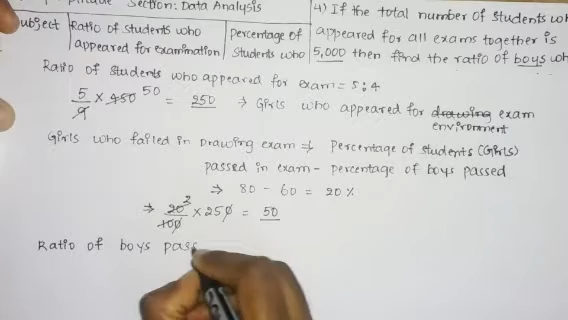 Section: Data Analysis
ubject Ratio of students who appeared for examination percentage of students who
4) If the total number of students wh
appeared for all exams together is
5,000 then find the ratio of boys wh
Ratio of students who appeared for exam = 5:4
5/9 × 450 50 = 250 → Girls who appeared for drawing exam
environment
Girls who failed in Drawing exam ⇒ Percentage of students (Girls)
passed in exam - percentage of boys passed
⇒ 80 - 60 = 20%
⇒ 20 2/100 × 250 = 50
Ratio of boys pass